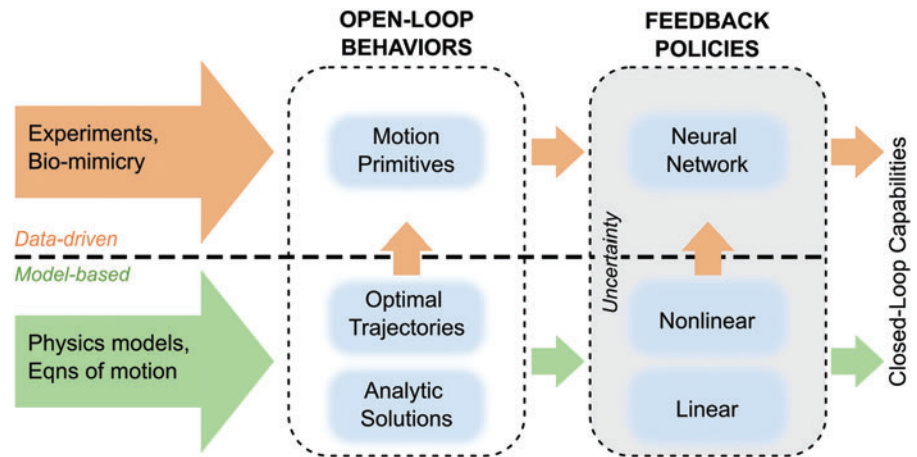 OPEN-LOOP
BEHAVIORS
FEEDBACK
POLICIES
Experiments,
Bio-mimicry
Motion
Primitives
Neural
Network
Data-driven
Model-based
Uncertainty
Closed-Loop Capabilities
Physics models,
Eqns of motion
Optimal
Trajectories
Nonlinear
Analytic
Solutions
Linear